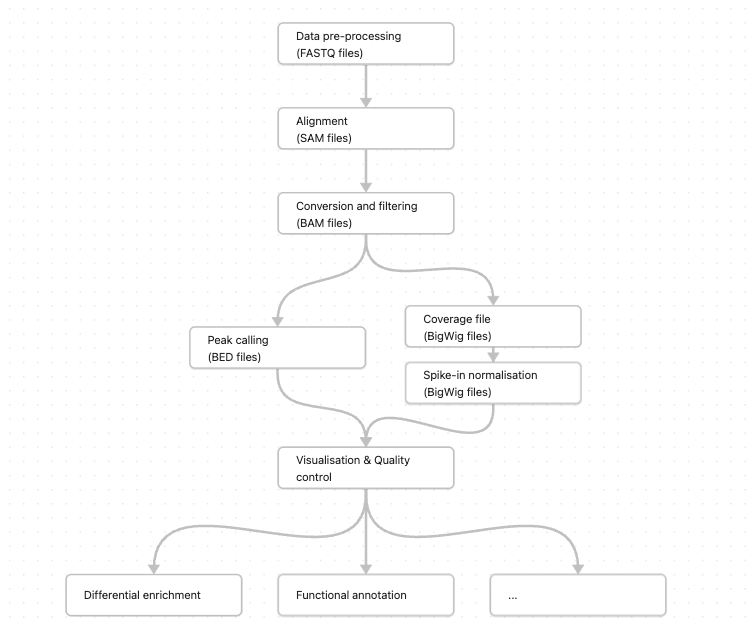 Data pre-processing
(FASTQ files)
Alignment
(SAM files)
Conversion and filtering
(BAM files)
Coverage file
(BigWig files)
Peak calling
(BED files)
Spike-in normalisation
(BigWig files)
Visualisation & Quality
control
Differential enrichment
Functional annotation
...